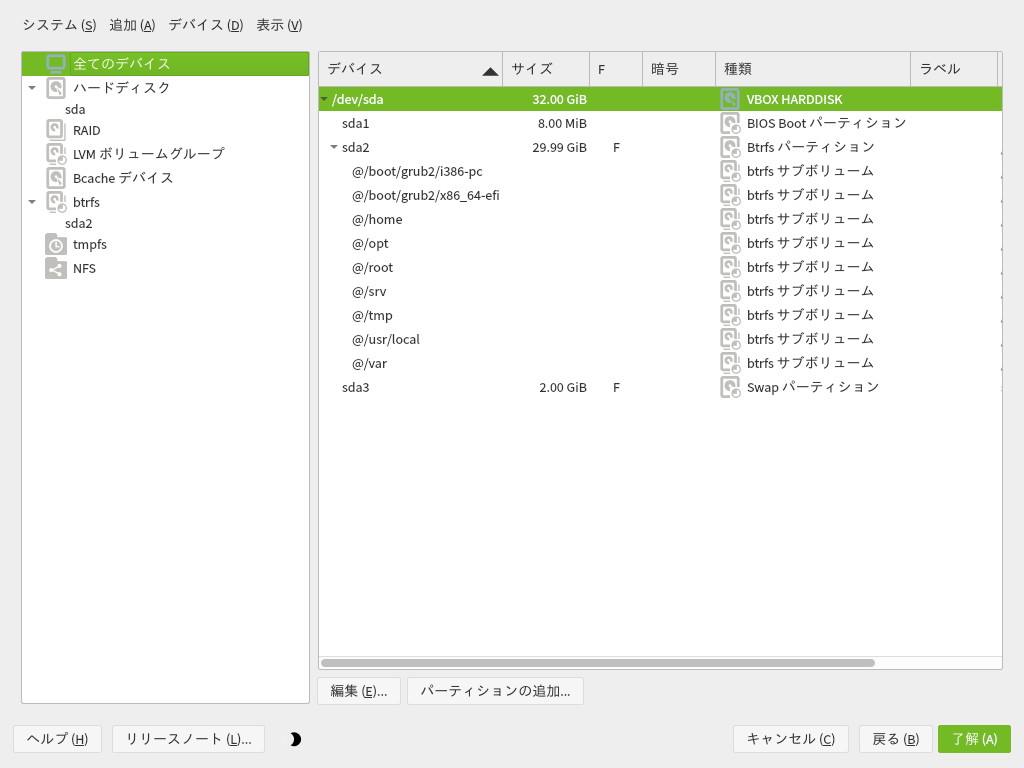 システム (S) 追加 (A) デバイス (D) 表示 (V)
全てのデバイス
ハードディスク
sda
RAID
LVM ボリュームグループ
Bcache デバイス
btrfs
sda2
tmpfs
NFS
デバイス サイズ F 暗号 種類 ラベル
/dev/sda 32.00 GiB VBOX HARDDISK
sda1 8.00 MiB BIOS Boot パーティション
sda2 29.99 GiB F Btrfs パーティション
@/boot/grub2/i386-pc btrfs サブボリューム
@/boot/grub2/x86_64-efi btrfs サブボリューム
@/home btrfs サブボリューム
@/opt btrfs サブボリューム
@/root btrfs サブボリューム
@/srv btrfs サブボリューム
@/tmp btrfs サブボリューム
@/usr/local btrfs サブボリューム
@/var btrfs サブボリューム
sda3 2.00 GiB F Swap パーティション
編集 (E)... パーティションの追加...
ヘルプ (H) リリースノート (L)... キャンセル (C) 戻る (B) 了解 (A)